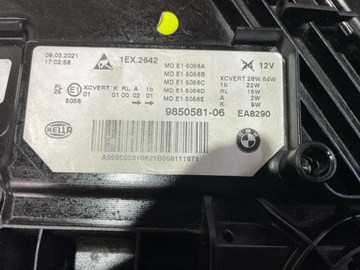 09.03.2021
17:02:58
1EX.2642
MD E1 5056A
MD E1 5056B
MD E1 5056C
MD E1 5056D
MD E1 5056E
12V
XCVERT 28W/64W
1b 22W
RL 15W
A 2W
K 9W
XCVERT K RL A 1b
E1 01 01 00 02 01
5056
9850581-06
EA8290
HELLA
BMW
A98505810621B068111871